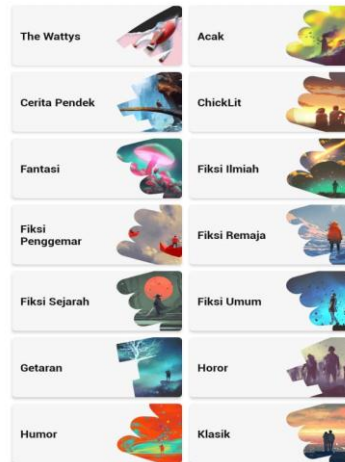 The Wattys
Acak
Cerita Pendek
ChickLit
Fantasi
Fiksi Ilmiah
Fiksi
Penggemar
Fiksi Remaja
Fiksi Sejarah
Fiksi Umum
Getaran
Horor
Humor
Klasik